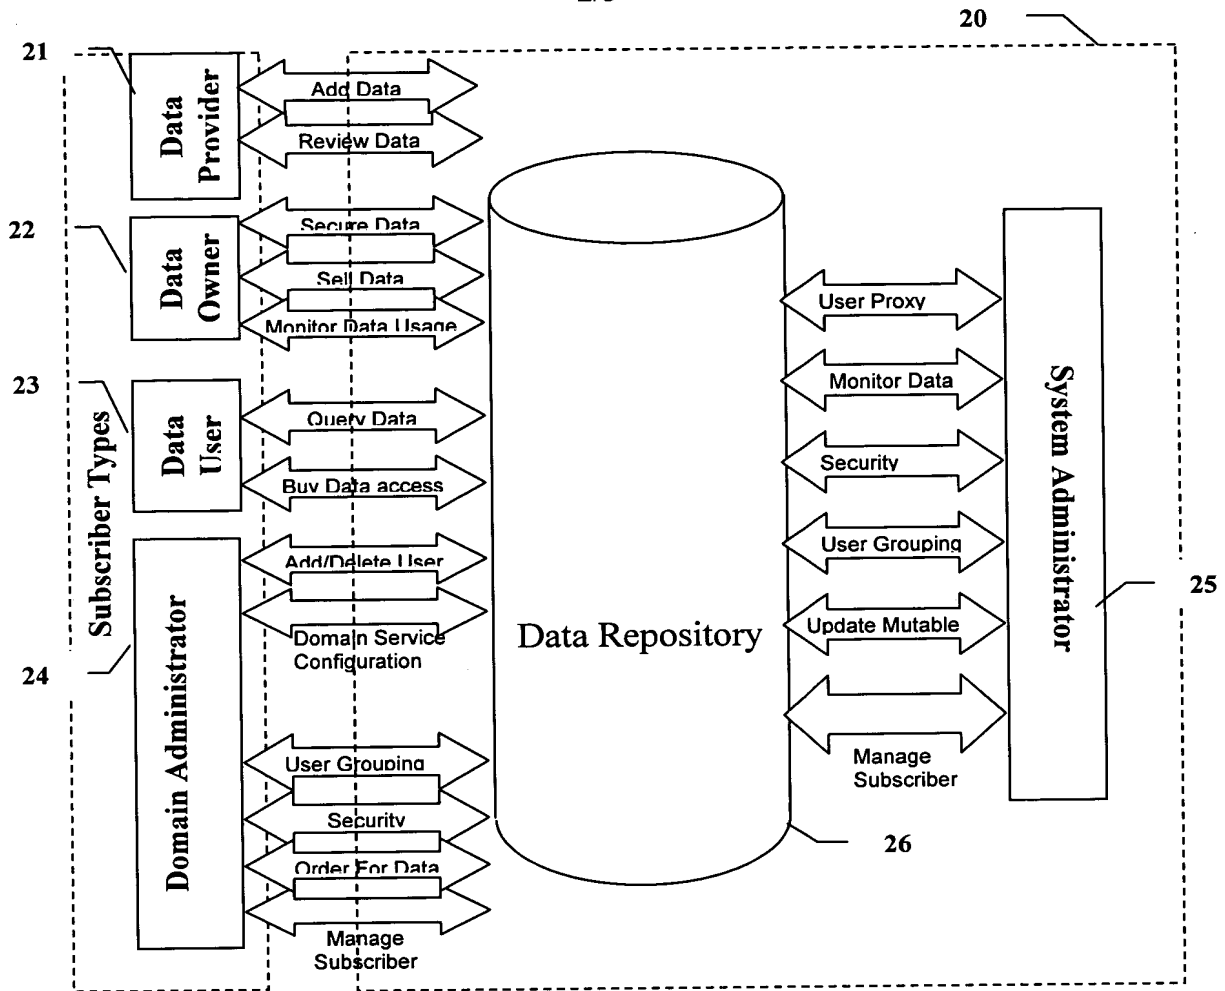 20
21
Data
Provider
Add Data
Review Data
22
Data
Owner
Secure Data
Sell Data
Monitor Data Usage
23
Data
User
Query Data
Buy Data access
Subscriber Types
24
Domain Administrator
Add/Delete User
Domain Service
Configuration
User Grouping
Security
Order For Data
Manage
Subscriber
Data Repository
26
User Proxy
Monitor Data
Security
User Grouping
Update Mutable
Manage
Subscriber
System Administrator
25